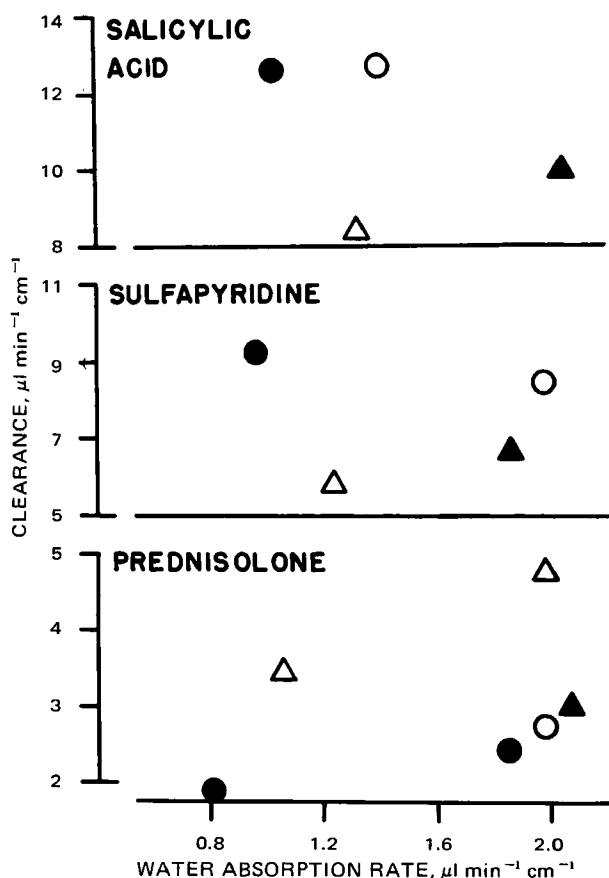 14
SALICYLIC
ACID
12
10
8
11
SULFAPYRIDINE
9
7
5
CLEARANCE, µl min⁻¹ cm⁻¹
5
PREDNISOLONE
4
3
2
0.8 1.2 1.6 2.0
WATER ABSORPTION RATE, µl min⁻¹ cm⁻¹